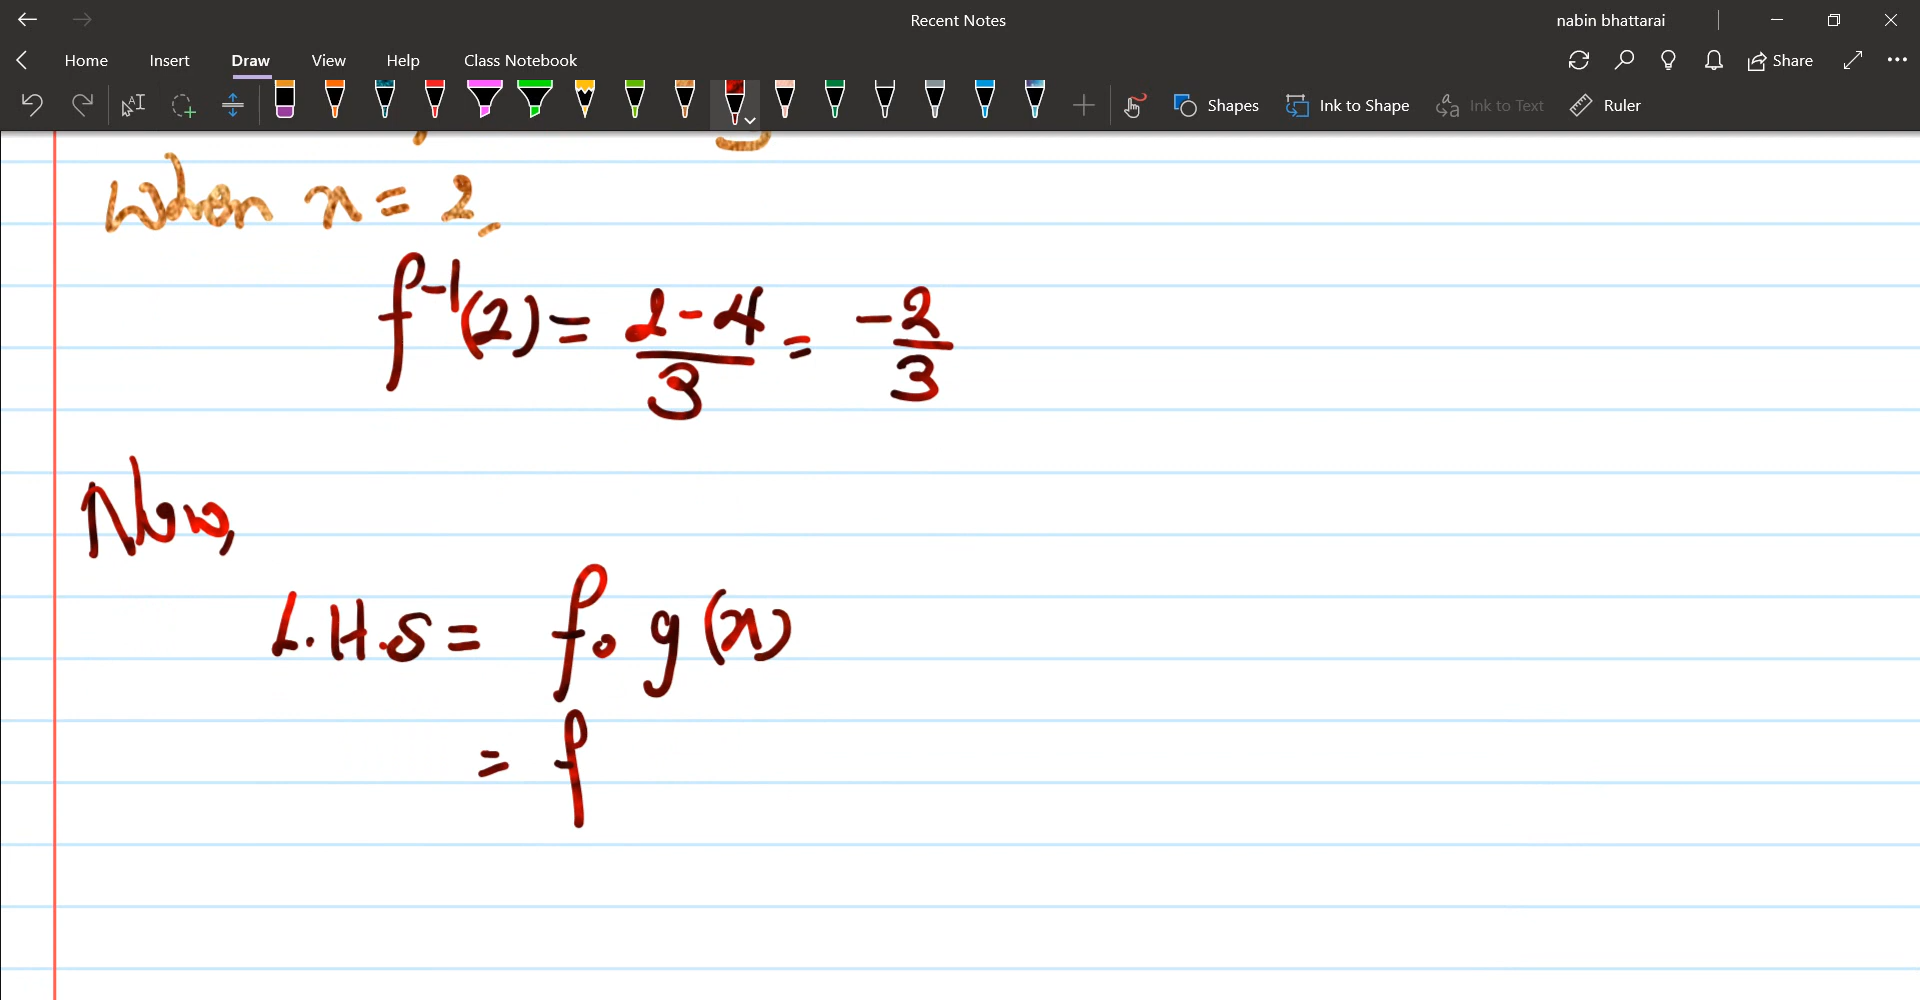 Recent Notes
nabin bhattarai
Home Insert Draw View Help Class Notebook
Share
Shapes Ink to Shape Ink to Text Ruler
When x = 2,
f⁻¹(2) = 2-4/3 = -2/3
Now,
L.H.S = fog(x)
= f